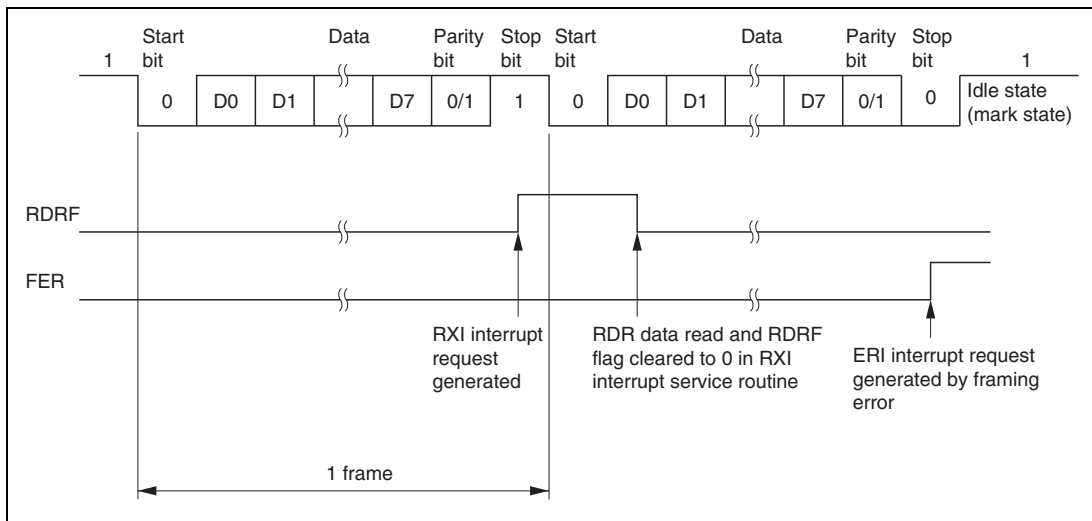 Start bit
Data
Parity bit
Stop bit
Start bit
Data
Parity bit
Stop bit
1
1
0
D0
D1
D7
0/1
1
0
D0
D1
D7
0/1
0
Idle state
(mark state)
RDRF
FER
RXI interrupt
request
generated
RDR data read and RDRF
flag cleared to 0 in RXI
interrupt service routine
ERI interrupt request
generated by framing
error
1 frame